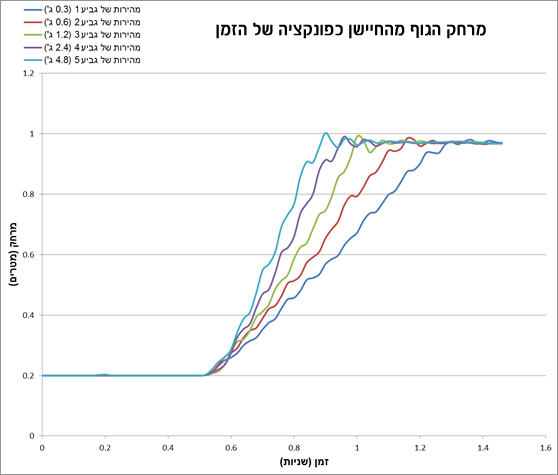 מהירות של גביע 1 (0.3 ג')
מהירות של גביע 2 (0.6 ג')
מהירות של גביע 3 (1.2 ג')
מהירות של גביע 4 (2.4 ג')
מהירות של גביע 5 (4.8 ג')
מרחק הגוף מהחיישן כפונקציה של הזמן
1.2
1
0.8
0.6
0.4
0.2
0
מרחק (מטרים)
0 0.2 0.4 0.6 0.8 1 1.2 1.4 1.6
זמן (שניות)